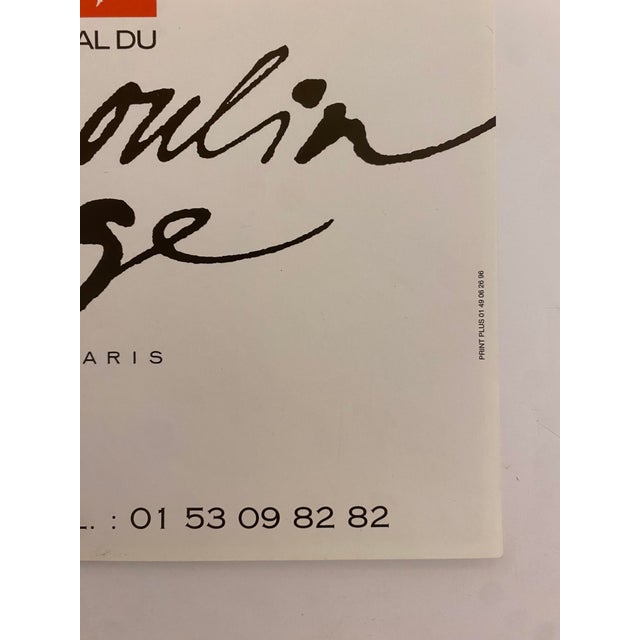 AL DU
oulin
ge
ARIS
L. : 01 53 09 82 82
PRINT PLUS 01 49 06 26 96